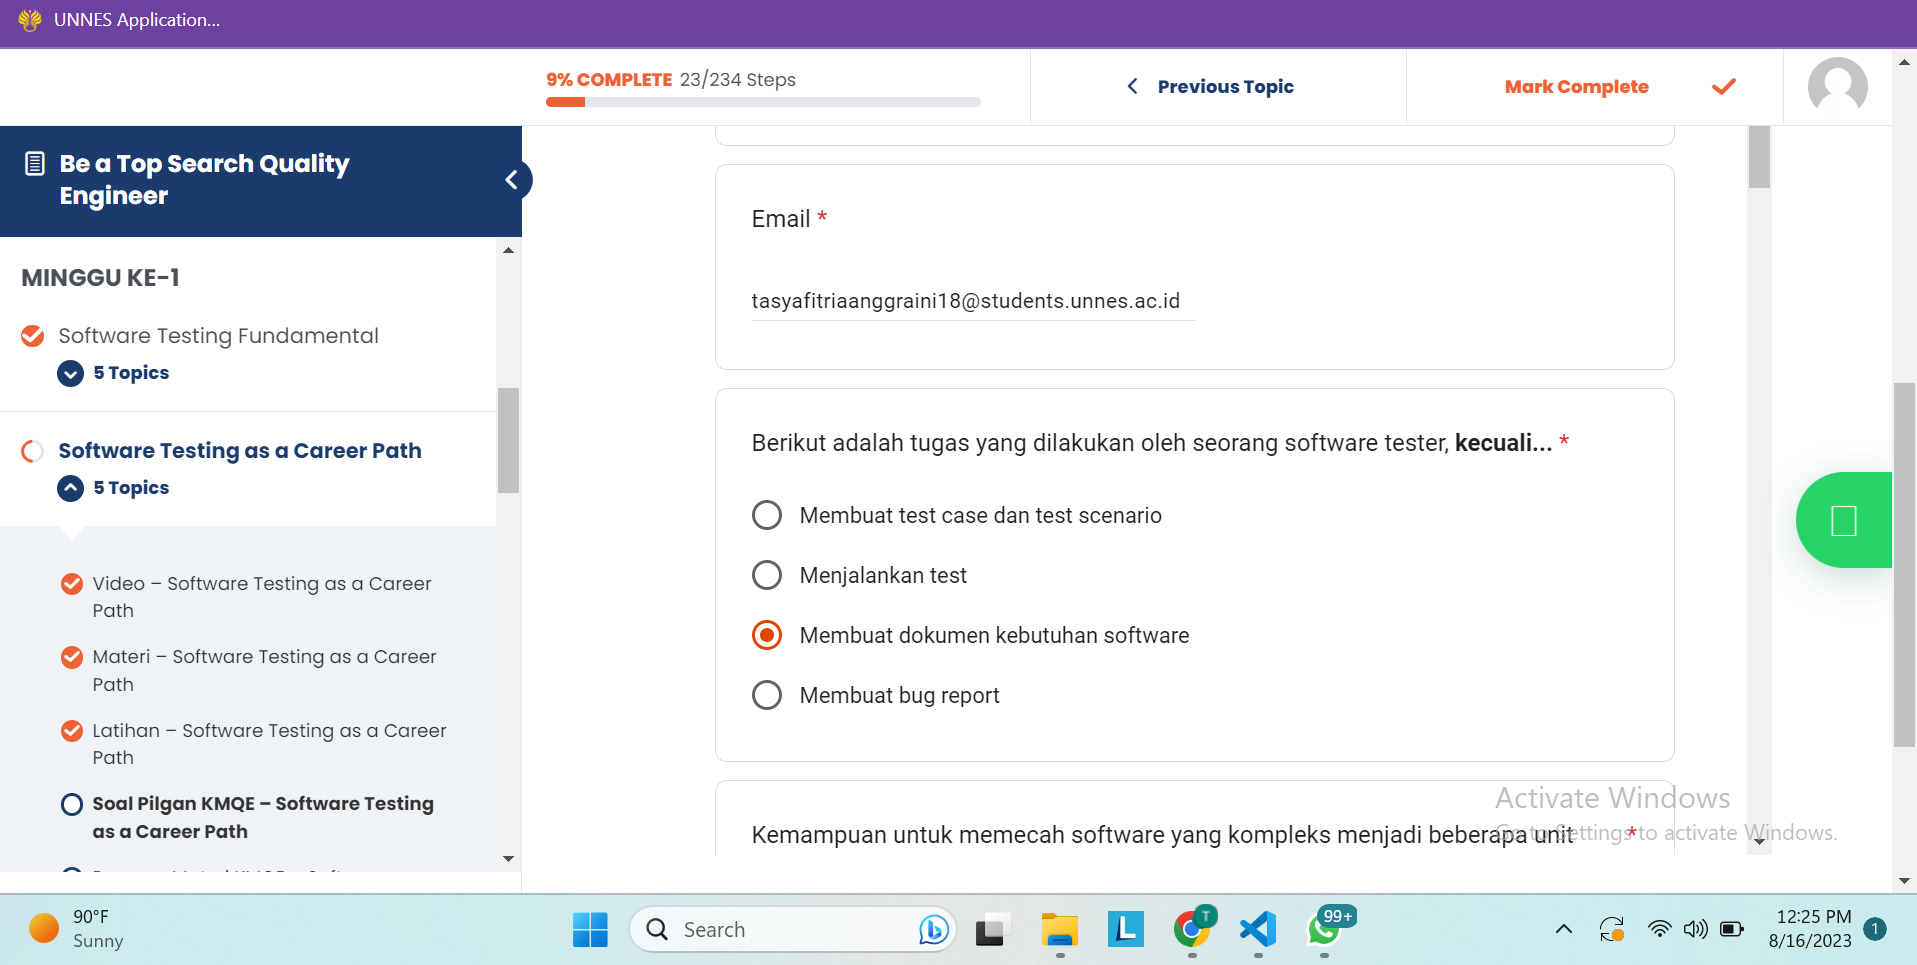 UNNES Application...
9% COMPLETE 23/234 Steps
Previous Topic
Mark Complete
Be a Top Search Quality
Engineer
MINGGU KE-1
Software Testing Fundamental
5 Topics
Software Testing as a Career Path
5 Topics
Video – Software Testing as a Career
Path
Materi – Software Testing as a Career
Path
Latihan – Software Testing as a Career
Path
Soal Pilgan KMQE – Software Testing
as a Career Path
Email *
tasyafitriaanggraini18@students.unnes.ac.id
Berikut adalah tugas yang dilakukan oleh seorang software tester, kecuali... *
Membuat test case dan test scenario
Menjalankan test
Membuat dokumen kebutuhan software
Membuat bug report
Kemampuan untuk memecah software yang kompleks menjadi beberapa unit *
Activate Windows
Go to Settings to activate Windows.
90°F
Sunny
Search
L
T
99+
12:25 PM
8/16/2023
1